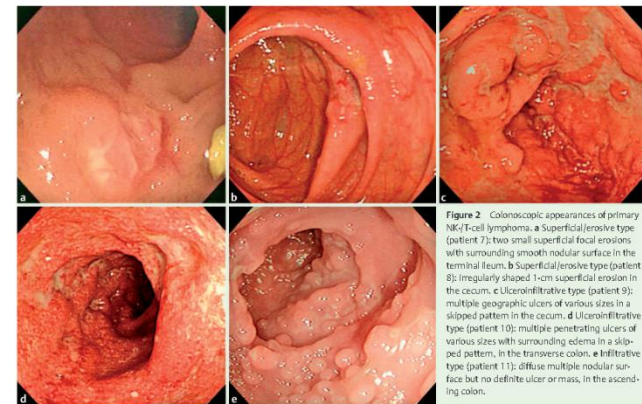 a
b
c
d
e
Figure 2 Colonoscopic appearances of primary
NK-/T-cell lymphoma. a Superficial/erosive type
(patient 7): two small superficial focal erosions
with surrounding smooth nodular surface in the
terminal ileum. b Superficial/erosive type (patient
8): irregularly shaped 1-cm superficial erosion in
the cecum. c Ulceroinfiltrative type (patient 9):
multiple geographic ulcers of various sizes in a
skipped pattern in the cecum. d Ulceroinfiltrative
type (patient 10): multiple penetrating ulcers of
various sizes with surrounding edema in a skip-
ped pattern, in the transverse colon. e Infiltrative
type (patient 11): diffuse multiple nodular sur-
face but no definite ulcer or mass, in the ascend-
ing colon.